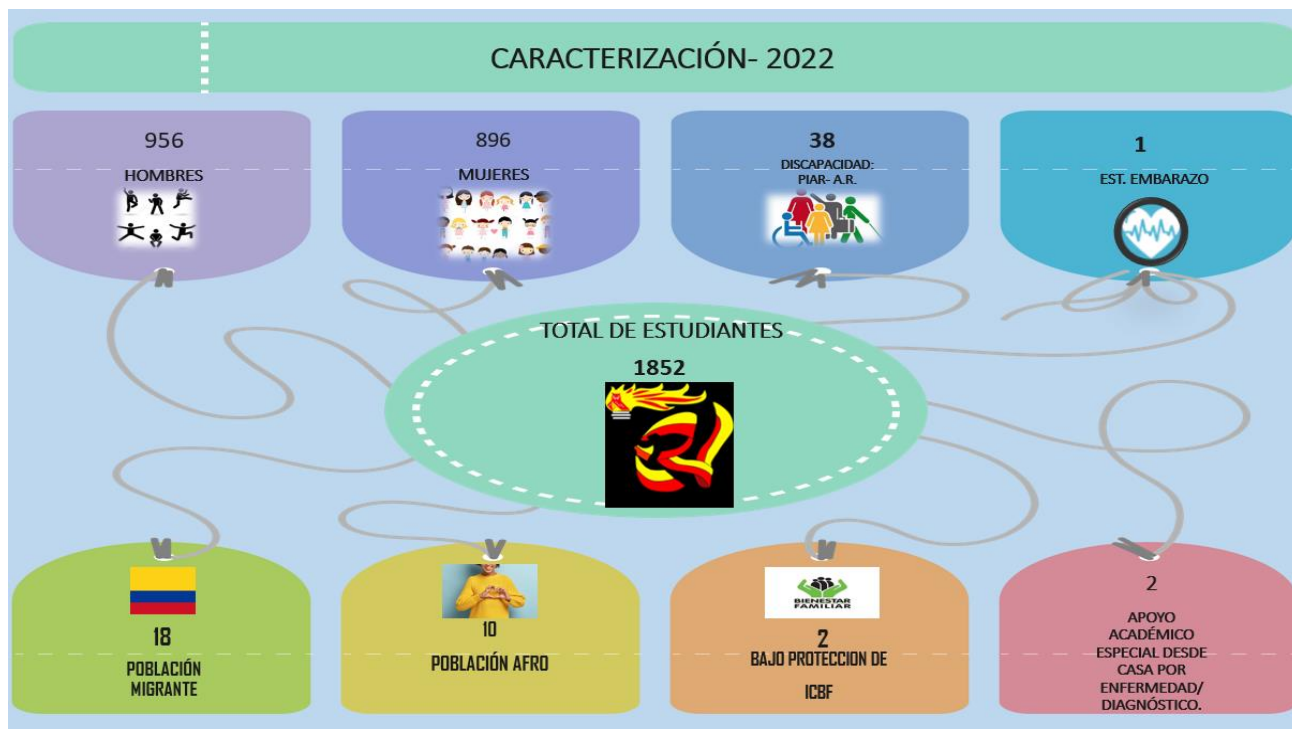 CARACTERIZACIÓN- 2022
956
HOMBRES
896
MUJERES
38
DISCAPACIDAD:
PIAR- A.R.
1
EST. EMBARAZO
TOTAL DE ESTUDIANTES
1852
18
POBLACIÓN
MIGRANTE
10
POBLACIÓN AFRO
BIENESTAR
FAMILIAR
2
BAJO PROTECCION DE
ICBF
2
APOYO
ACADÉMICO
ESPECIAL DESDE
CASA POR
ENFERMEDAD/
DIAGNÓSTICO.